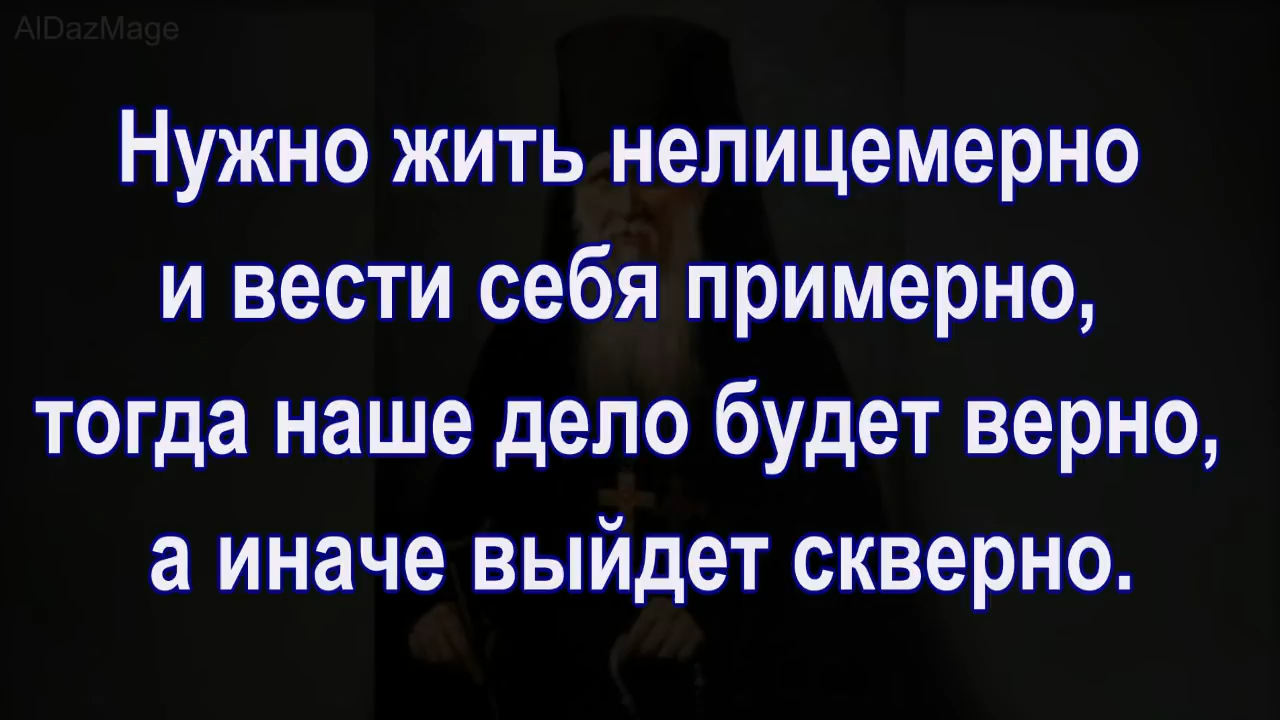 AlDazMage
Нужно жить нелицемерно
и вести себя примерно,
тогда наше дело будет верно,
а иначе выйдет скверно.